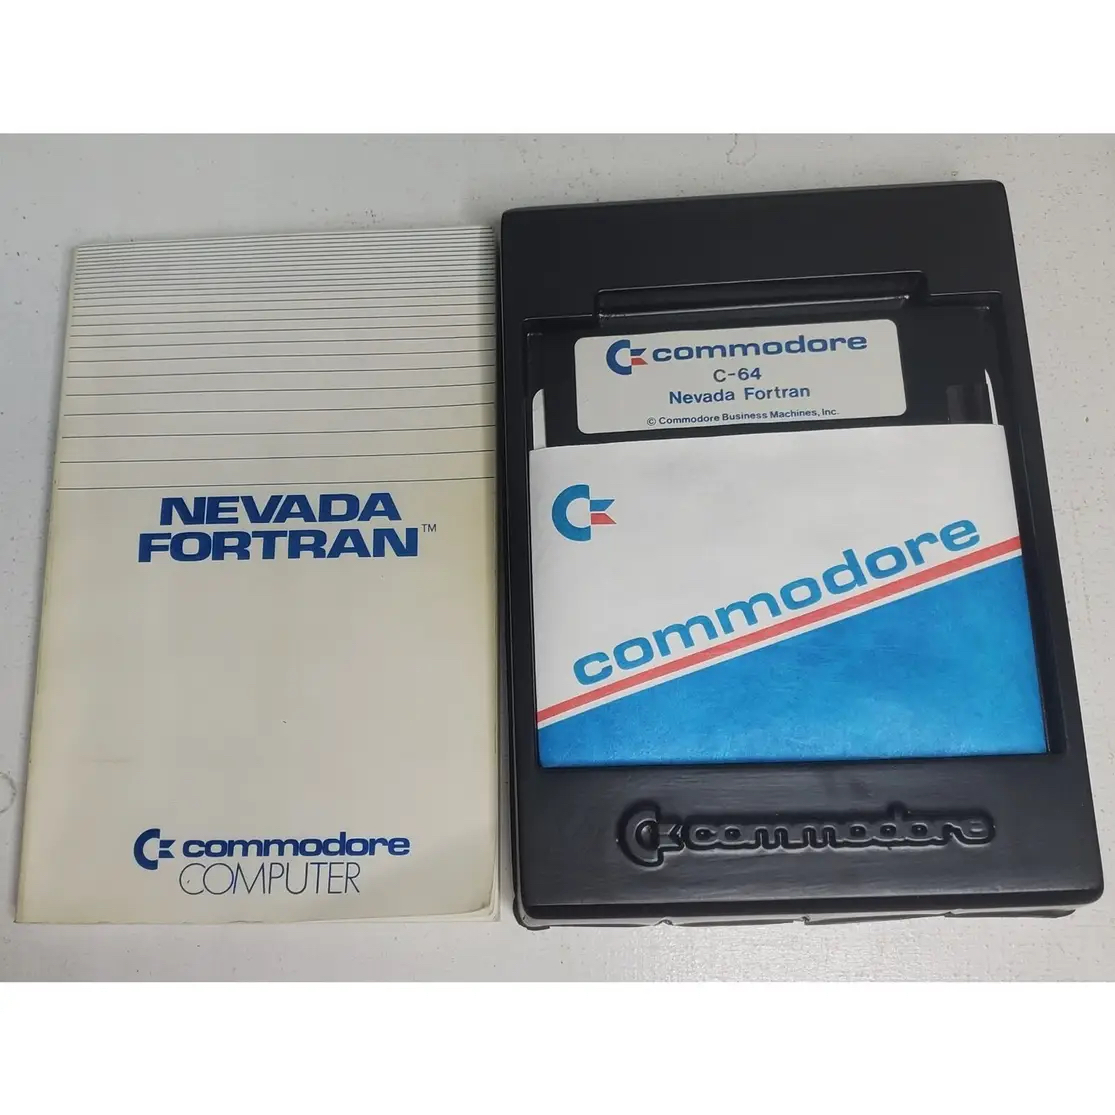 NEVADA
FORTRAN™
commodore
COMPUTER
commodore
C-64
Nevada Fortran
© Commodore Business Machines, Inc.
commodore
commodore